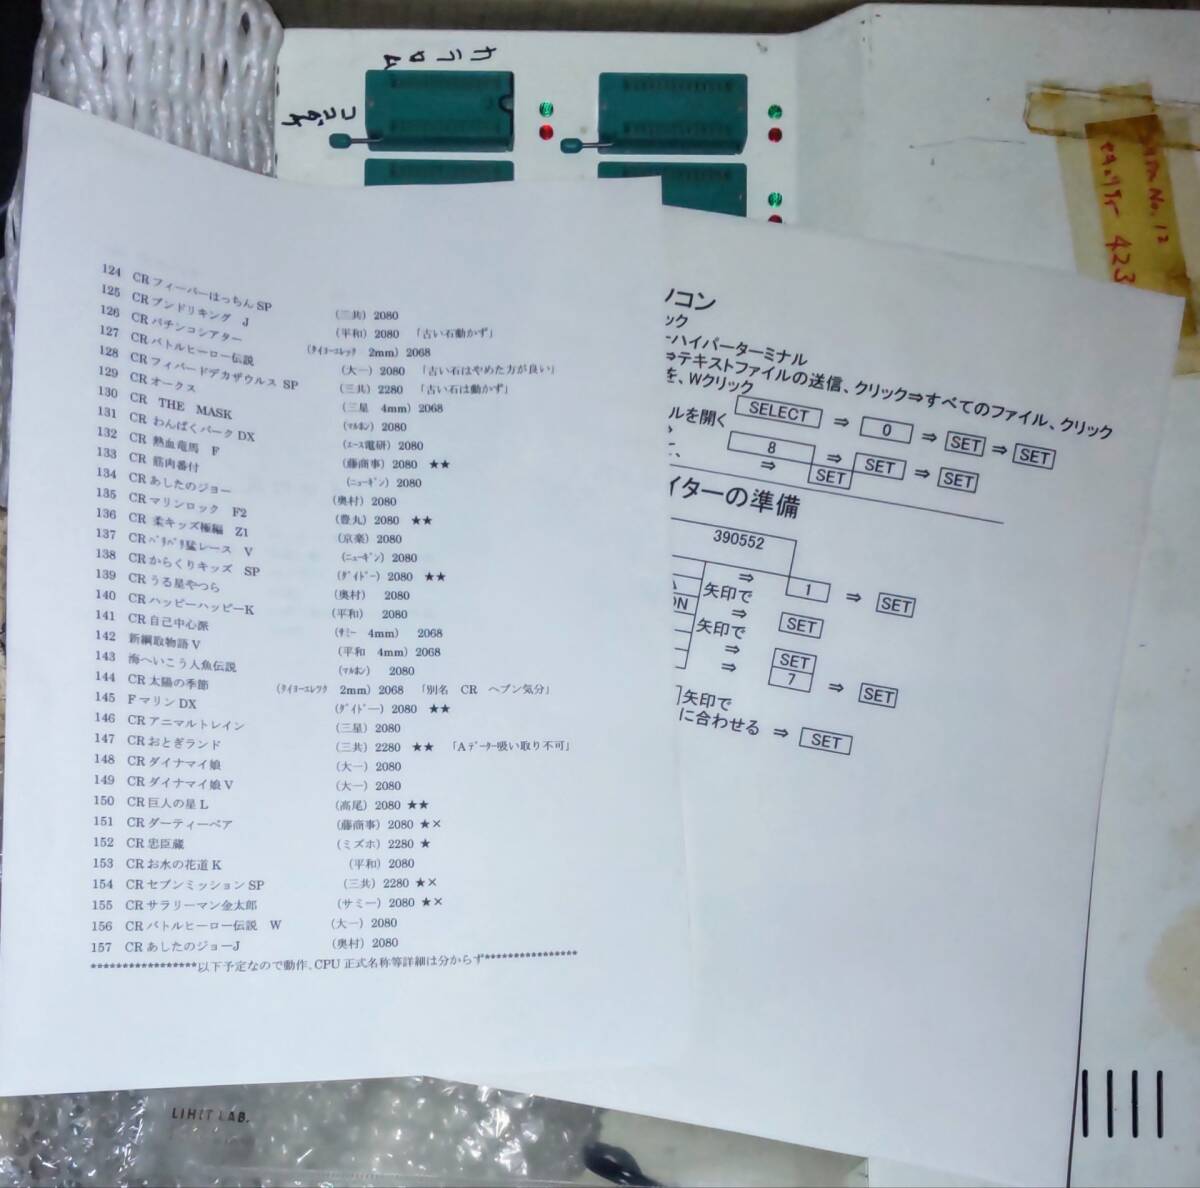 カラロム
124 CR フィーバーはっちん SP (三共) 2080
125 CR ブンドリキング J (平和) 2080 「古い石動かず」
126 CR パチンコシアター (タイヨーエレック 2mm) 2068
127 CR バトルヒーロー伝説 (大一) 2080 「古い石はやめた方が良い」
128 CR フィバードデカザウルス SP (三共) 2280 「古い石は動かず」
129 CR オークス (三星 4mm) 2068
130 CR THE MASK (マルホン) 2080
131 CR わんぱくパーク DX (エース電研) 2080
132 CR 熱血竜馬 F (藤商事) 2080 ★★
133 CR 筋肉番付 (ニューギン) 2080
134 CR あしたのジョー (奥村) 2080
135 CR マリンロック F2 (豊丸) 2080 ★★
136 CR 柔キッズ極編 Z1 (京楽) 2080
137 CR バリバリ猛レース V (ニューギン) 2080
138 CR からくりキッズ SP (ダイドー) 2080 ★★
139 CR うる星やつら (奥村) 2080
140 CR ハッピーハッピーK (平和) 2080
141 CR 自己中心派 (サミー 4mm) 2068
142 新綱取物語 V (平和 4mm) 2068
143 海へいこう人魚伝説 (マルホン) 2080
144 CR 太陽の季節 (タイヨーエレック 2mm) 2068 「別名 CR ヘブン気分」
145 F マリン DX (ダイドー) 2080 ★★
146 CR アニマルトレイン (三星) 2080
147 CR おとぎランド (三共) 2280 ★★ 「Aデーター吸い取り不可」
148 CR ダイナマイ娘 (大一) 2080
149 CR ダイナマイ娘 V (大一) 2080
150 CR 巨人の星 L (高尾) 2080 ★★
151 CR ダーティーペア (藤商事) 2080 ★×
152 CR 忠臣蔵 (ミズホ) 2280 ★
153 CR お水の花道 K (平和) 2080
154 CR セブンミッション SP (三共) 2280 ★×
155 CR サラリーマン金太郎 (サミー) 2080 ★×
156 CR バトルヒーロー伝説 W (大一) 2080
157 CR あしたのジョーJ (奥村) 2080
*****************以下予定なので動作、CPU 正式名称等詳細は分からず****************
ソコン
ック
ーハイパーターミナル
⇒テキストファイルの送信、クリック⇒すべてのファイル、クリック
を、Wクリック
ルを開く SELECT ⇒ 0 ⇒ SET ⇒ SET
8 ⇒ SET ⇒ SET
⇒ SET
イターの準備
390552
⇒ 1 ⇒ SET
ON 矢印で
⇒ SET
矢印で
⇒ SET
⇒ 7 ⇒ SET
矢印で
に合わせる ⇒ SET
No. 12
423
LIHIT LAB.